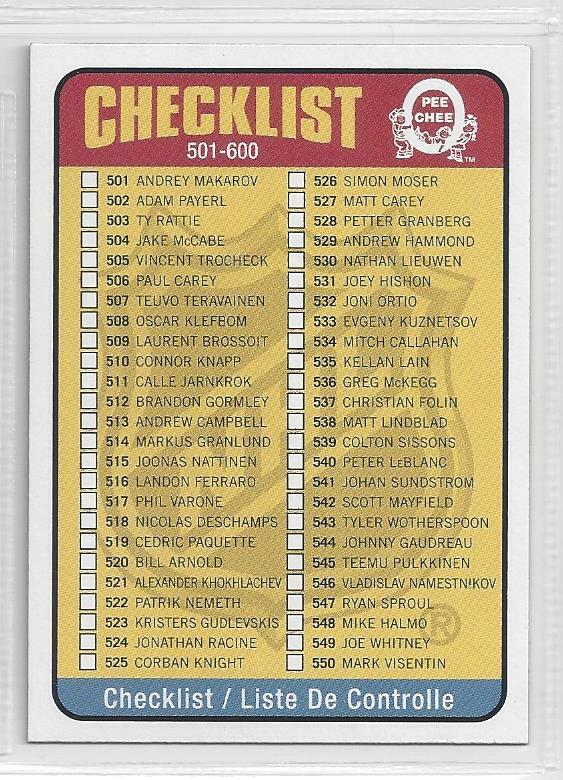 CHECKLIST
501-600
PEE
CHEE
TM
501 ANDREY MAKAROV
502 ADAM PAYERL
503 TY RATTIE
504 JAKE McCABE
505 VINCENT TROCHECK
506 PAUL CAREY
507 TEUVO TERAVAINEN
508 OSCAR KLEFBOM
509 LAURENT BROSSOIT
510 CONNOR KNAPP
511 CALLE JARNKROK
512 BRANDON GORMLEY
513 ANDREW CAMPBELL
514 MARKUS GRANLUND
515 JOONAS NATTINEN
516 LANDON FERRARO
517 PHIL VARONE
518 NICOLAS DESCHAMPS
519 CEDRIC PAQUETTE
520 BILL ARNOLD
521 ALEXANDER KHOKHLACHEV
522 PATRIK NEMETH
523 KRISTERS GUDLEVSKIS
524 JONATHAN RACINE
525 CORBAN KNIGHT
526 SIMON MOSER
527 MATT CAREY
528 PETTER GRANBERG
529 ANDREW HAMMOND
530 NATHAN LIEUWEN
531 JOEY HISHON
532 JONI ORTIO
533 EVGENY KUZNETSOV
534 MITCH CALLAHAN
535 KELLAN LAIN
536 GREG McKEGG
537 CHRISTIAN FOLIN
538 MATT LINDBLAD
539 COLTON SISSONS
540 PETER LeBLANC
541 JOHAN SUNDSTROM
542 SCOTT MAYFIELD
543 TYLER WOTHERSPOON
544 JOHNNY GAUDREAU
545 TEEMU PULKKINEN
546 VLADISLAV NAMESTNIKOV
547 RYAN SPROUL
548 MIKE HALMO
549 JOE WHITNEY
550 MARK VISENTIN
®
Checklist / Liste De Controlle